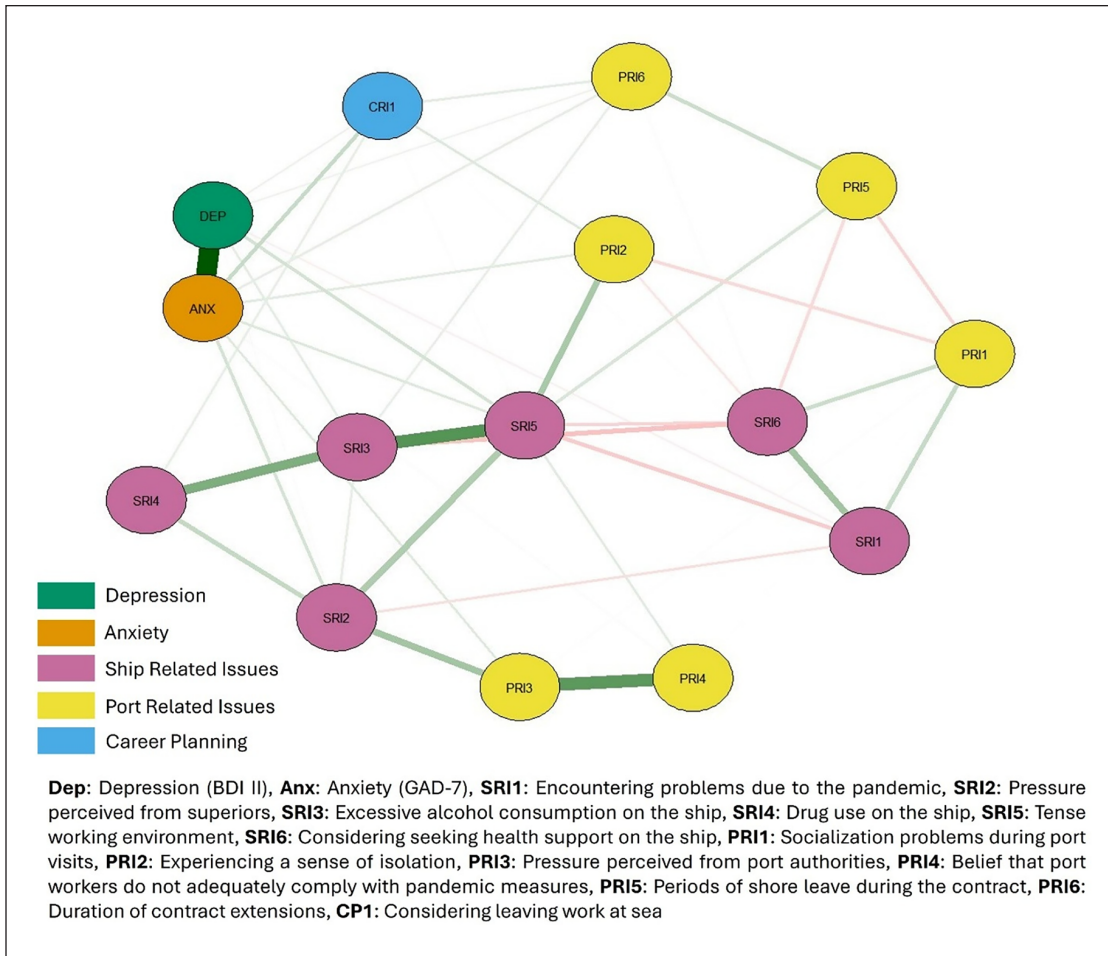 PRI6
CRI1
PRI5
DEP
PRI2
ANX
PRI1
SRI6
SRI5
SRI3
SRI4
SRI1
SRI2
PRI3
PRI4
Depression
Anxiety
Ship Related Issues
Port Related Issues
Career Planning
Dep: Depression (BDI II), Anx: Anxiety (GAD-7), SRI1: Encountering problems due to the pandemic, SRI2: Pressure
perceived from superiors, SRI3: Excessive alcohol consumption on the ship, SRI4: Drug use on the ship, SRI5: Tense
working environment, SRI6: Considering seeking health support on the ship, PRI1: Socialization problems during port
visits, PRI2: Experiencing a sense of isolation, PRI3: Pressure perceived from port authorities, PRI4: Belief that port
workers do not adequately comply with pandemic measures, PRI5: Periods of shore leave during the contract, PRI6:
Duration of contract extensions, CP1: Considering leaving work at sea